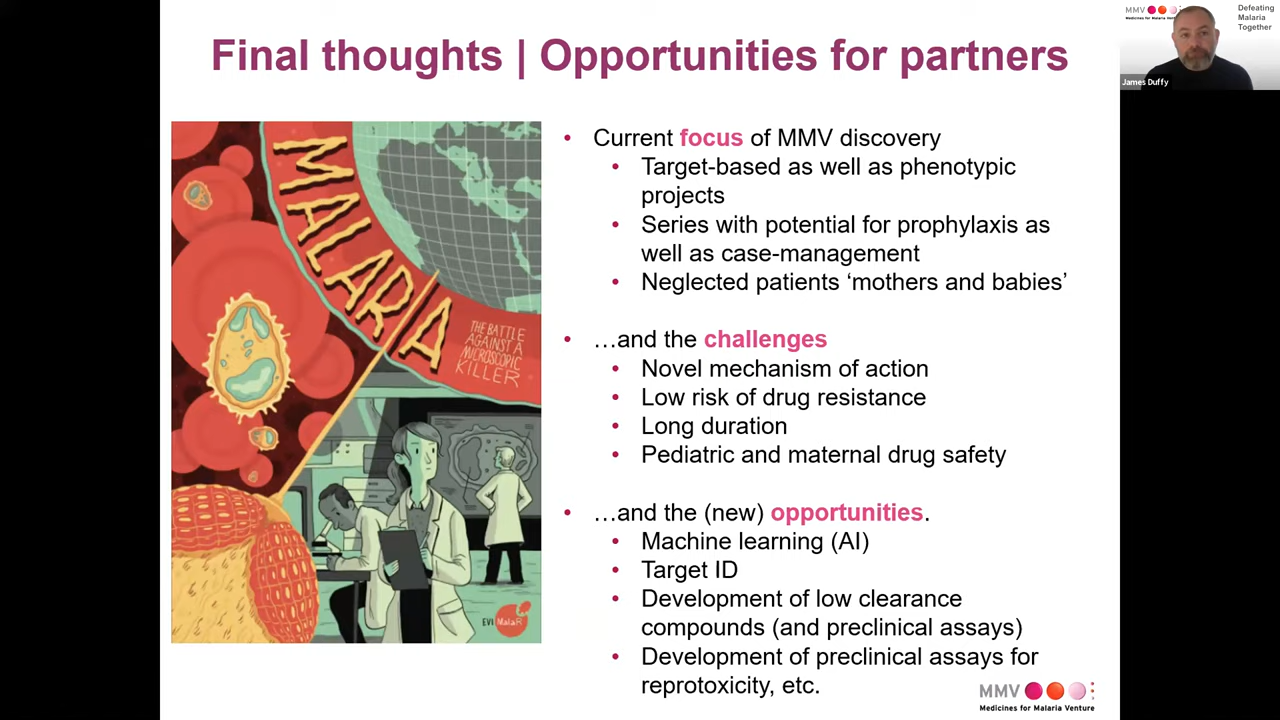 Final thoughts | Opportunities for partners
MMV
Medicines for Malaria Venture
Defeating
Malaria
Together
James Duffy
MALARIA
THE BATTLE
AGAINST A
MICROSCOPIC
KILLER
EVIMalaR
• Current focus of MMV discovery
• Target-based as well as phenotypic
projects
• Series with potential for prophylaxis as
well as case-management
• Neglected patients ‘mothers and babies’
• …and the challenges
• Novel mechanism of action
• Low risk of drug resistance
• Long duration
• Pediatric and maternal drug safety
• …and the (new) opportunities.
• Machine learning (AI)
• Target ID
• Development of low clearance
compounds (and preclinical assays)
• Development of preclinical assays for
reprotoxicity, etc.
MMV
Medicines for Malaria Venture